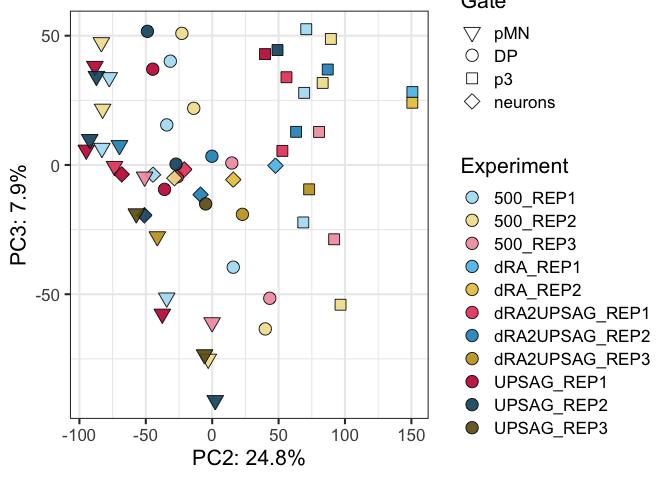 Gate
pMN
DP
p3
neurons
Experiment
500_REP1
500_REP2
500_REP3
dRA_REP1
dRA_REP2
dRA2UPSAG_REP1
dRA2UPSAG_REP2
dRA2UPSAG_REP3
UPSAG_REP1
UPSAG_REP2
UPSAG_REP3
PC3: 7.9%
50
0
-50
-100
-50
0
50
100
150
PC2: 24.8%